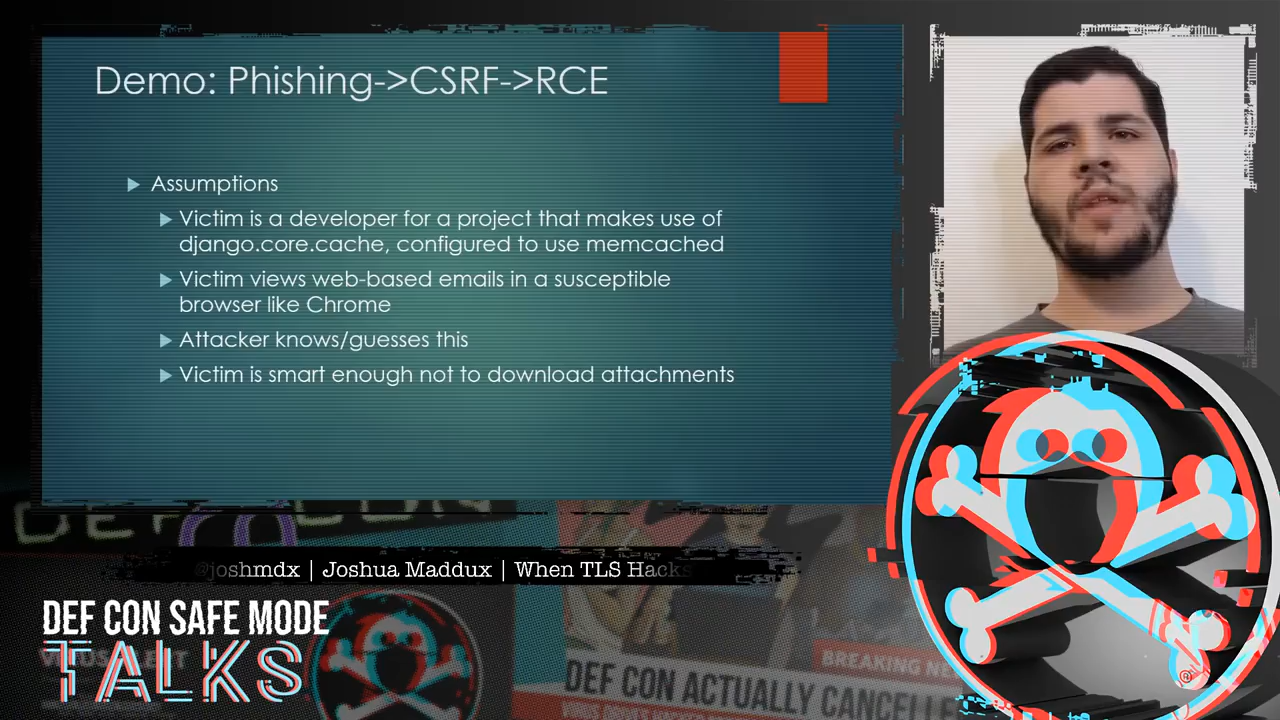 Demo: Phishing->CSRF->RCE
Assumptions
Victim is a developer for a project that makes use of
django.core.cache, configured to use memcached
Victim views web-based emails in a susceptible
browser like Chrome
Attacker knows/guesses this
Victim is smart enough not to download attachments
@joshmdx | Joshua Maddux | When TLS Hacks
DEF CON SAFE MODE
TALKS
DEF CON
BREAKING NE
DEF CON ACTUALLY CANCELLE